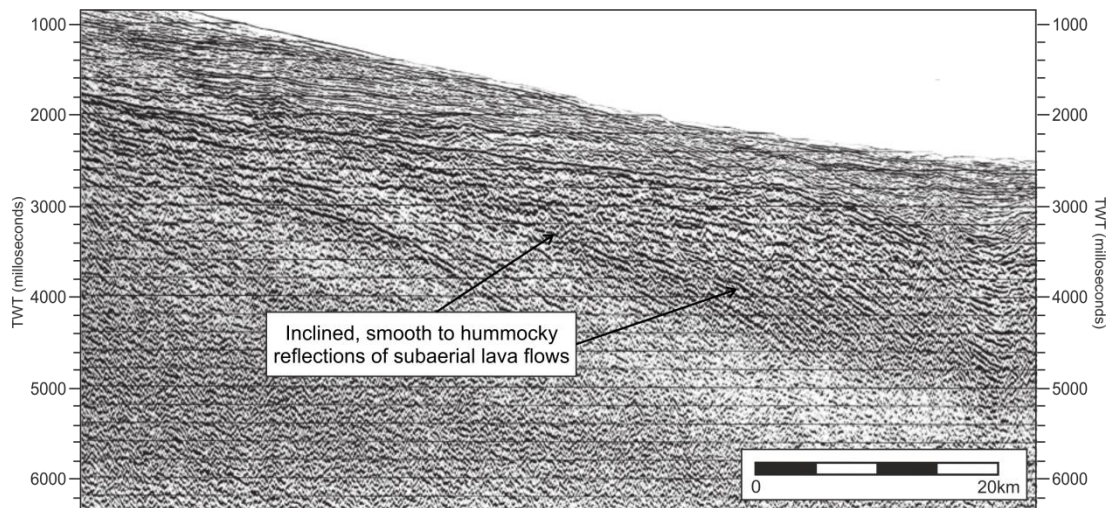 1000
2000
3000
4000
5000
6000
TWT (milloseconds)
Inclined, smooth to hummocky
reflections of subaerial lava flows
1000
2000
3000
4000
5000
6000
TWT (milloseconds)
0 20km